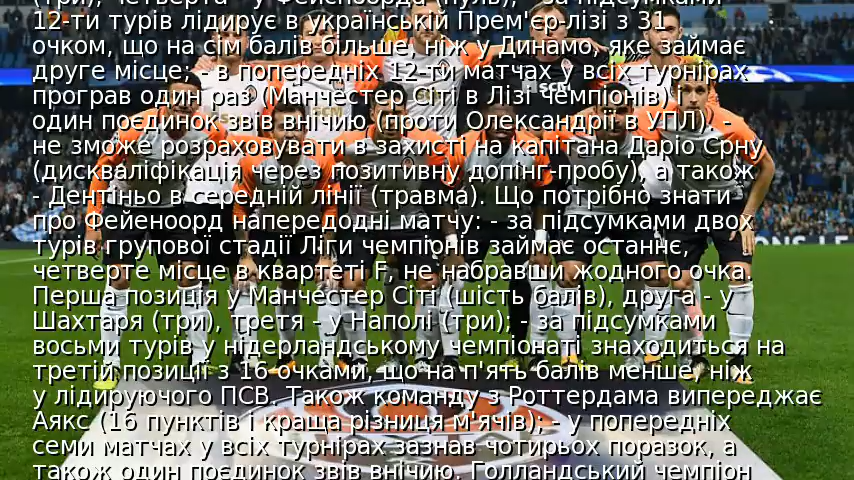 (три), четверта - у Фейєноорда (нуль); - за підсумками
12-ти турів лідирує в українській Прем'єр-лізі з 31
очком, що на сім балів більше, ніж у Динамо, яке займає
друге місце; - в попередніх 12-ти матчах у всіх турнірах
програв один раз (Манчестер Сіті в Лізі чемпіонів) і
один поєдинок звів внічию (проти Олександрії в УПЛ); -
не зможе розраховувати в захисті на капітана Даріо Срну
(дискваліфікація через позитивну допінг-пробу), а також
- Дентіньо в середній лінії (травма). Що потрібно знати
про Фейеноорд напередодні матчу: - за підсумками двох
турів групової стадії Ліги чемпіонів займає останнє,
четверте місце в квартеті F, не набравши жодного очка.
Перша позиція у Манчестер Сіті (шість балів), друга - у
Шахтаря (три), третя - у Наполі (три); - за підсумками
восьми турів у нідерландському чемпіонаті знаходиться на
третій позиції з 16 очками, що на п'ять балів менше, ніж
у лідируючого ПСВ. Також команду з Роттердама випереджає
Аякс (16 пунктів і краща різниця м'ячів); - у попередніх
семи матчах у всіх турнірах зазнав чотирьох поразок, а
також один поєдинок звів внічию. Голландський чемпіон